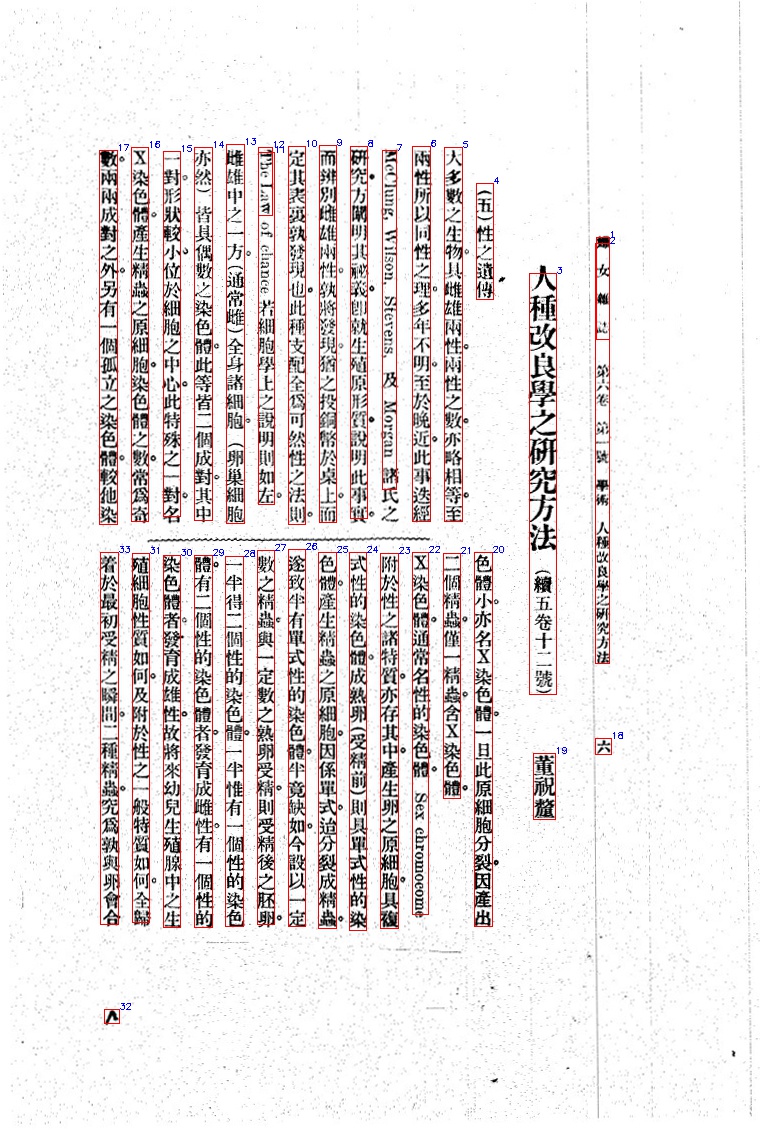 婦女雜誌 第六卷 第一號 學術 人種改良學之研究方法
六
人種改良學之研究方法(續五卷十二號)
董祝釐
(五)性之遺傳
大多數之生物具雌雄兩性兩性之數亦略相等至
兩性所以同性之理多年不明至於晚近此事迭經
McClung, Wilson, Stevens, 及 Morgan 諸氏之
研究方闡明其祕義卽就生殖原形質說明此事實
而辨別雌雄兩性孰將發現猶之投銅幣於桌上而
定其表裏孰發現也此種支配全爲可然性之法則
The Law of chance 若細胞學上之說明則如左
雌雄中之一方(通常雌)全身諸細胞(卵巢細胞
亦然)皆具偶數之染色體此等皆二個成對其中
一對形狀較小位於細胞之中心此特殊之一對名
X染色體產生精蟲之原細胞染色體之數常爲奇
數兩兩成對之外另有一個孤立之染色體較他染
色體小亦名X染色體一旦此原細胞分裂因產出
二個精蟲僅一精蟲含X染色體
X染色體通常名性的染色體 Sex chromocome
附於性之諸特質亦存其中產生卵之原細胞具複
式性的染色體成熟卵(受精前)則具單式性的染
色體產生精蟲之原細胞因係單式迨分裂成精蟲
遂致半有單式性的染色體半竟缺如今設以一定
數之精蟲與一定數之熟卵受精則受精後之胚卵
一半得二個性的染色體一半惟有一個性的染色
體有二個性的染色體者發育成雌性有一個性的
染色體者發育成雄性故將來幼兒生殖腺中之生
殖細胞性質如何及附於性之一般特質如何全歸
着於最初受精之瞬間二種精蟲究爲孰與卵會合
八